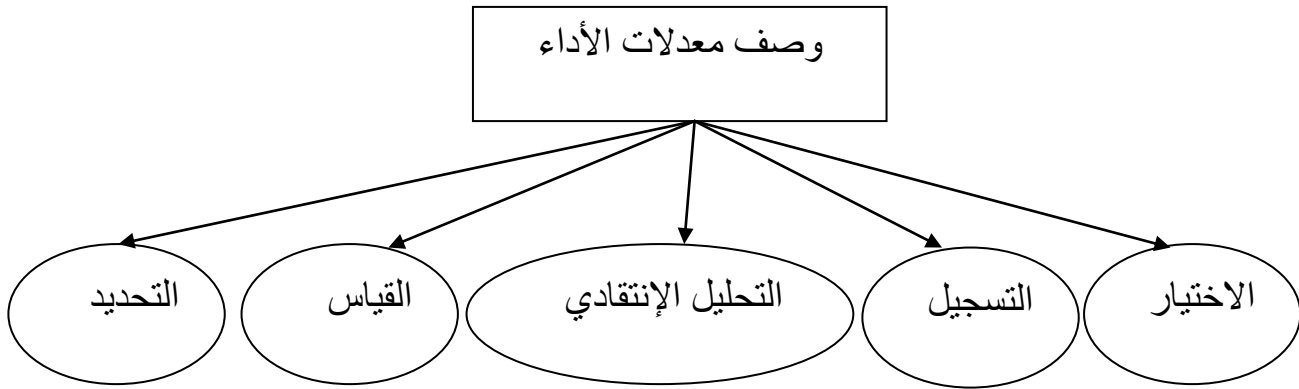 وصف معدلات الأداء
الاختيار
التسجيل
التحليل الإنتقادي
القياس
التحديد